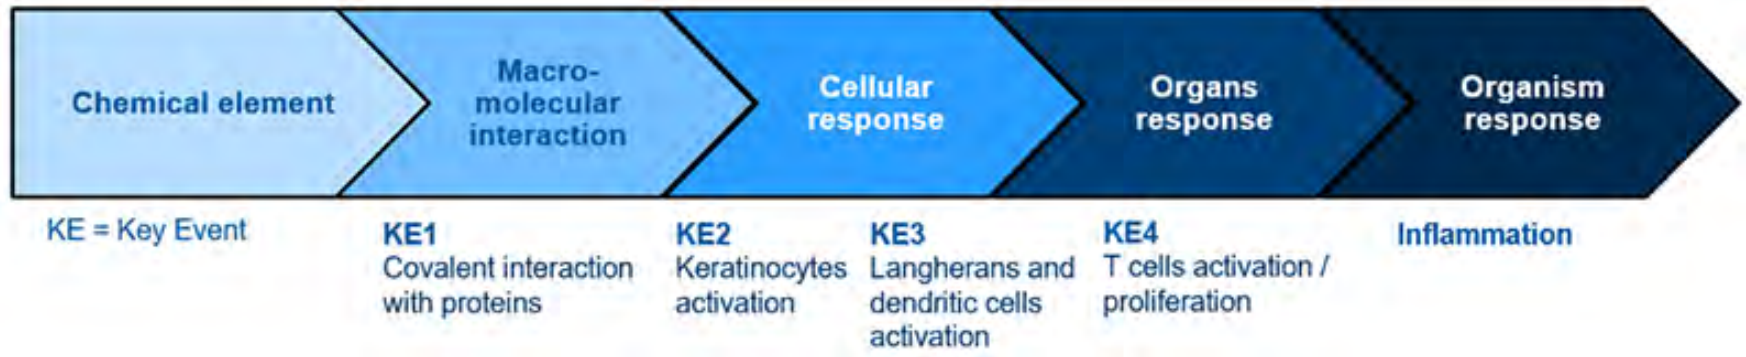 Chemical element
Macro-
molecular
interaction
Cellular
response
Organs
response
Organism
response
KE = Key Event
KE1
Covalent interaction
with proteins
KE2
Keratinocytes
activation
KE3
Langherans and
dendritic cells
activation
KE4
T cells activation /
proliferation
Inflammation